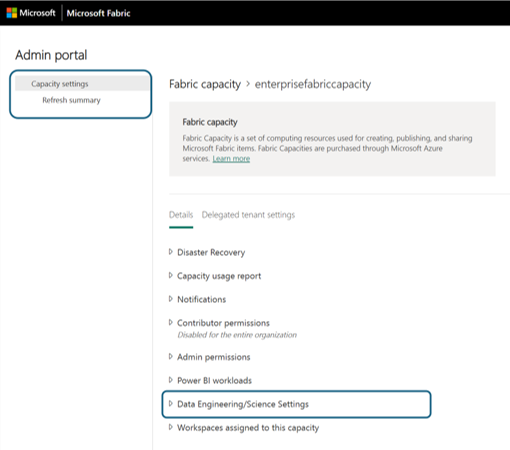 Microsoft Microsoft Fabric
Admin portal
Capacity settings
Refresh summary
Fabric capacity > enterprisefabriccapacity
Fabric capacity
Fabric Capacity is a set of computing resources used for creating, publishing, and sharing
Microsoft Fabric items. Fabric Capacities are purchased through Microsoft Azure
services. Learn more
Details Delegated tenant settings
Disaster Recovery
Capacity usage report
Notifications
Contributor permissions
Disabled for the entire organization
Admin permissions
Power BI workloads
Data Engineering/Science Settings
Workspaces assigned to this capacity